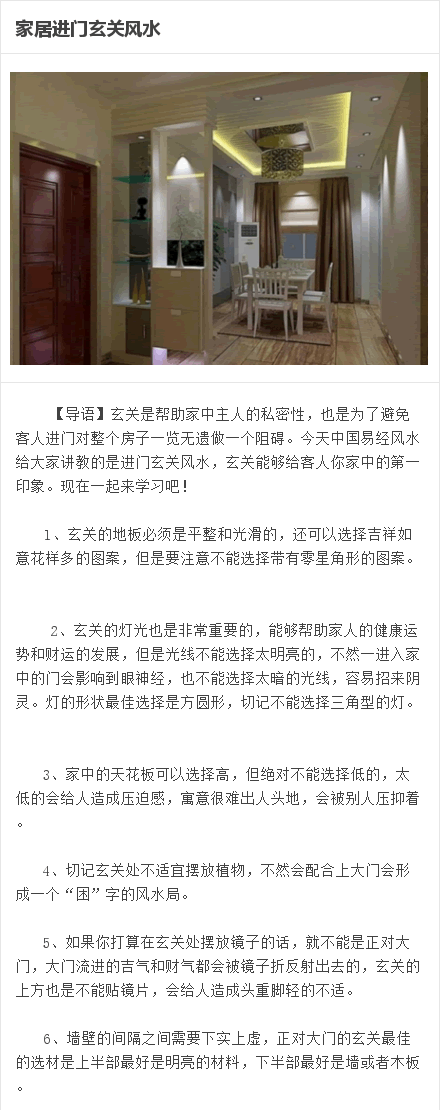 家居进门玄关风水
【导语】玄关是帮助家中主人的私密性，也是为了避免
客人进门对整个房子一览无遗做一个阻碍。今天中国易经风水
给大家讲教的是进门玄关风水，玄关能够给客人你家中的第一
印象。现在一起来学习吧！
1、玄关的地板必须是平整和光滑的，还可以选择吉祥如
意花样多的图案，但是要注意不能选择带有零星角形的图案。
2、玄关的灯光也是非常重要的，能够帮助家人的健康运
势和财运的发展，但是光线不能选择太明亮的，不然一进入家
中的门会影响到眼神经，也不能选择太暗的光线，容易招来阴
灵。灯的形状最佳选择是方圆形，切记不能选择三角型的灯。
3、家中的天花板可以选择高，但绝对不能选择低的，太
低的会给人造成压迫感，寓意很难出人头地，会被别人压抑着
。
4、切记玄关处不适宜摆放植物，不然会配合上大门会形
成一个“困”字的风水局。
5、如果你打算在玄关处摆放镜子的话，就不能是正对大
门，大门流进的吉气和财气都会被镜子折反射出去的，玄关的
上方也是不能贴镜片，会给人造成头重脚轻的不适。
6、墙壁的间隔之间需要下实上虚，正对大门的玄关最佳
的选材是上半部最好是明亮的材料，下半部最好是墙或者木板
。